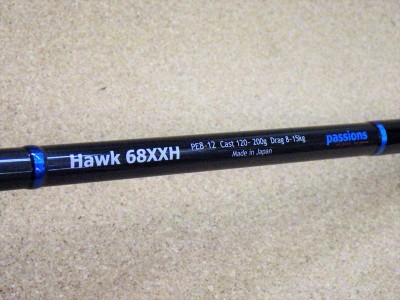 Hawk 68XXH
PE8-12 Cast 120-200g Drag 8-15kg
Made in Japan
passions